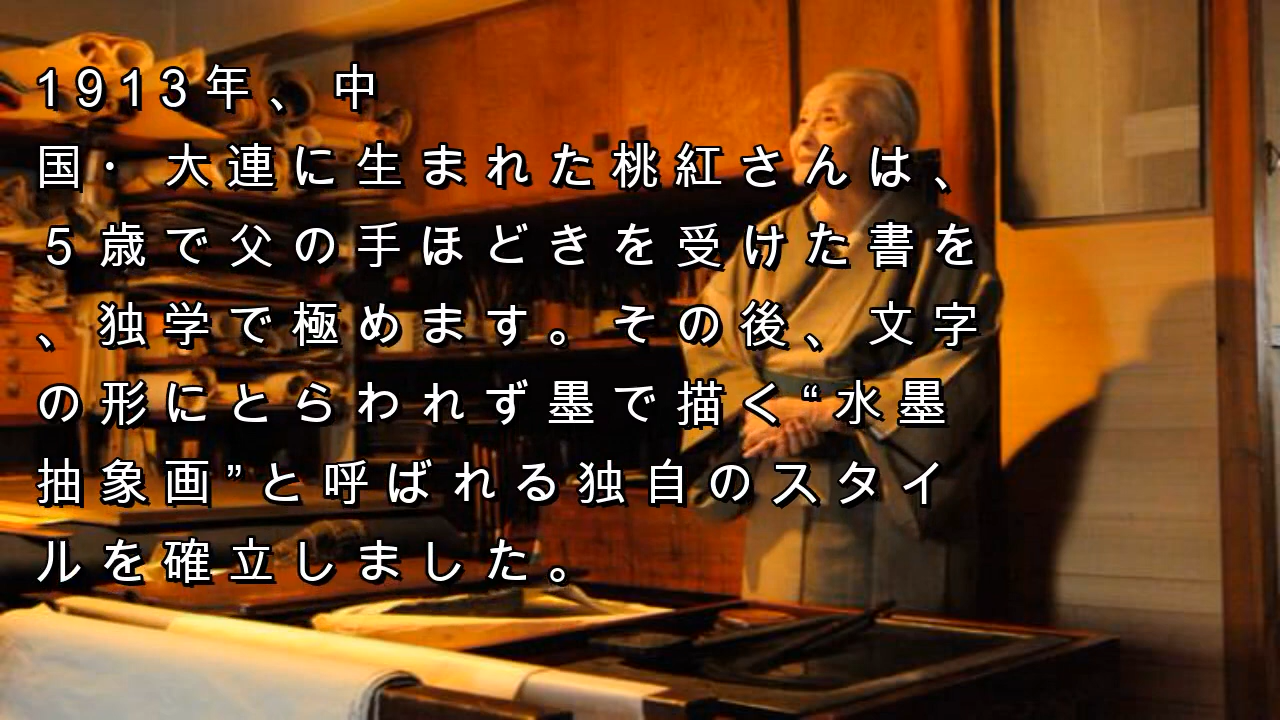 1913年、中
国・大連に生まれた桃紅さんは、
5歳で父の手ほどきを受けた書を
、独学で極めます。その後、文字
の形にとらわれず墨で描く“水墨
抽象画”と呼ばれる独自のスタイ
ルを確立しました。